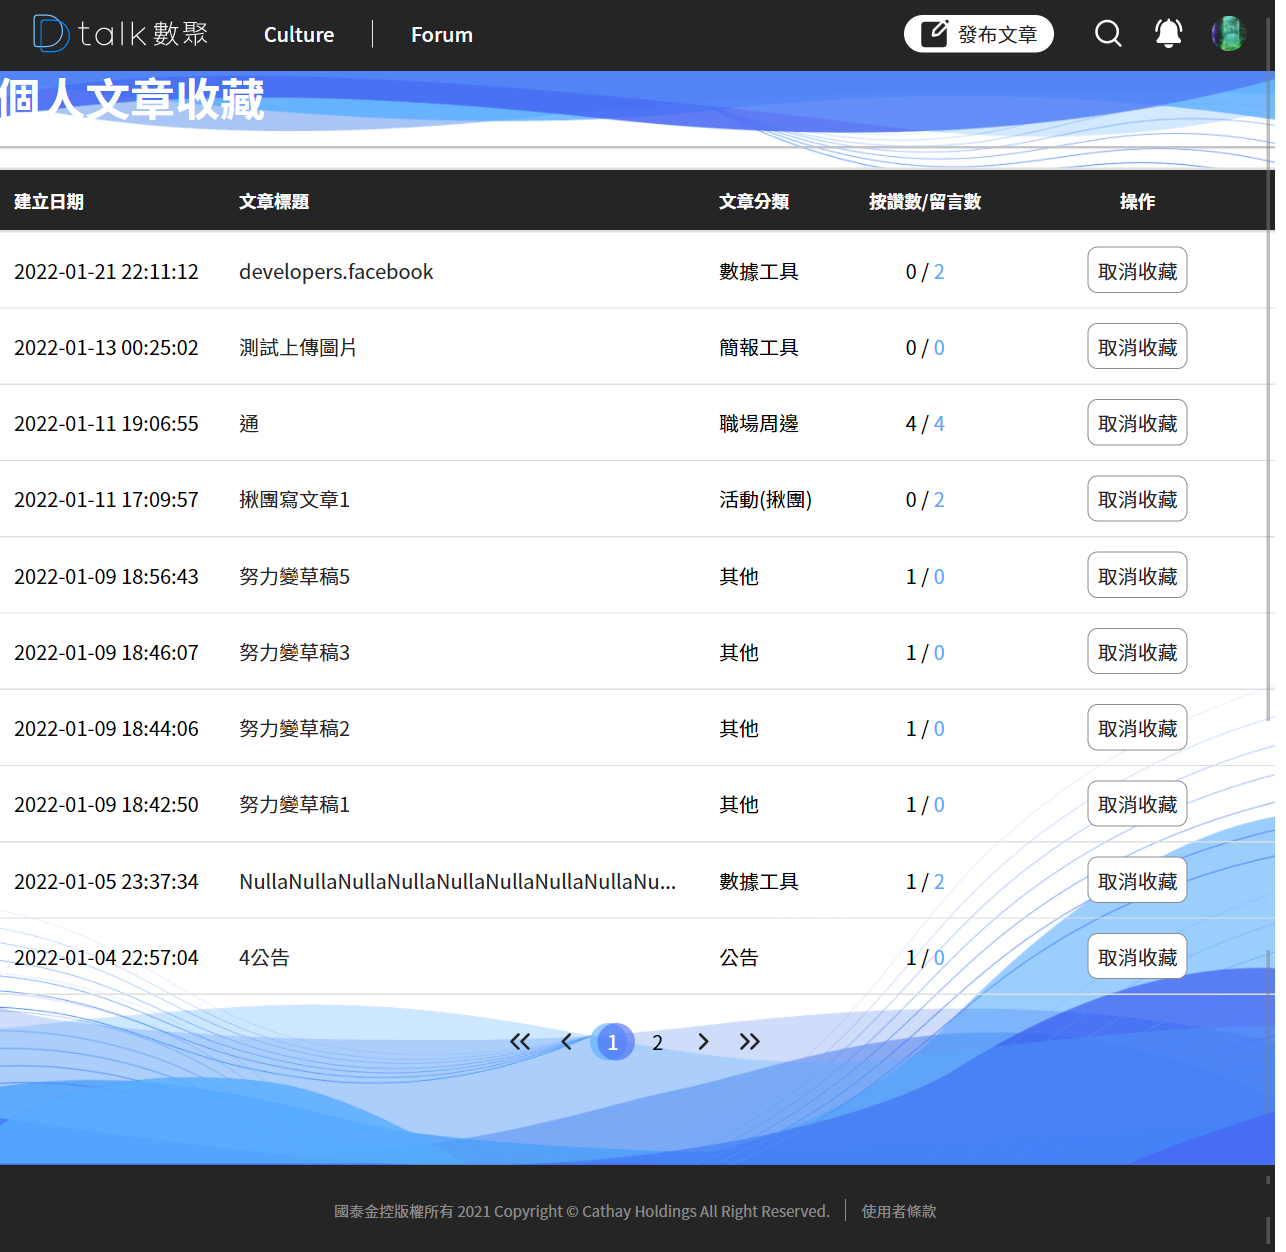 Dtalk數聚 Culture Forum 發布文章
個人文章收藏
建立日期 文章標題 文章分類 按讚數/留言數 操作
2022-01-21 22:11:12 developers.facebook 數據工具 0 / 2 取消收藏
2022-01-13 00:25:02 測試上傳圖片 簡報工具 0 / 0 取消收藏
2022-01-11 19:06:55 通 職場周邊 4 / 4 取消收藏
2022-01-11 17:09:57 揪團寫文章1 活動(揪團) 0 / 2 取消收藏
2022-01-09 18:56:43 努力變草稿5 其他 1 / 0 取消收藏
2022-01-09 18:46:07 努力變草稿3 其他 1 / 0 取消收藏
2022-01-09 18:44:06 努力變草稿2 其他 1 / 0 取消收藏
2022-01-09 18:42:50 努力變草稿1 其他 1 / 0 取消收藏
2022-01-05 23:37:34 NullaNullaNullaNullaNullaNullaNullaNullaNu... 數據工具 1 / 2 取消收藏
2022-01-04 22:57:04 4公告 公告 1 / 0 取消收藏
1 2
國泰金控版權所有 2021 Copyright © Cathay Holdings All Right Reserved. 使用者條款